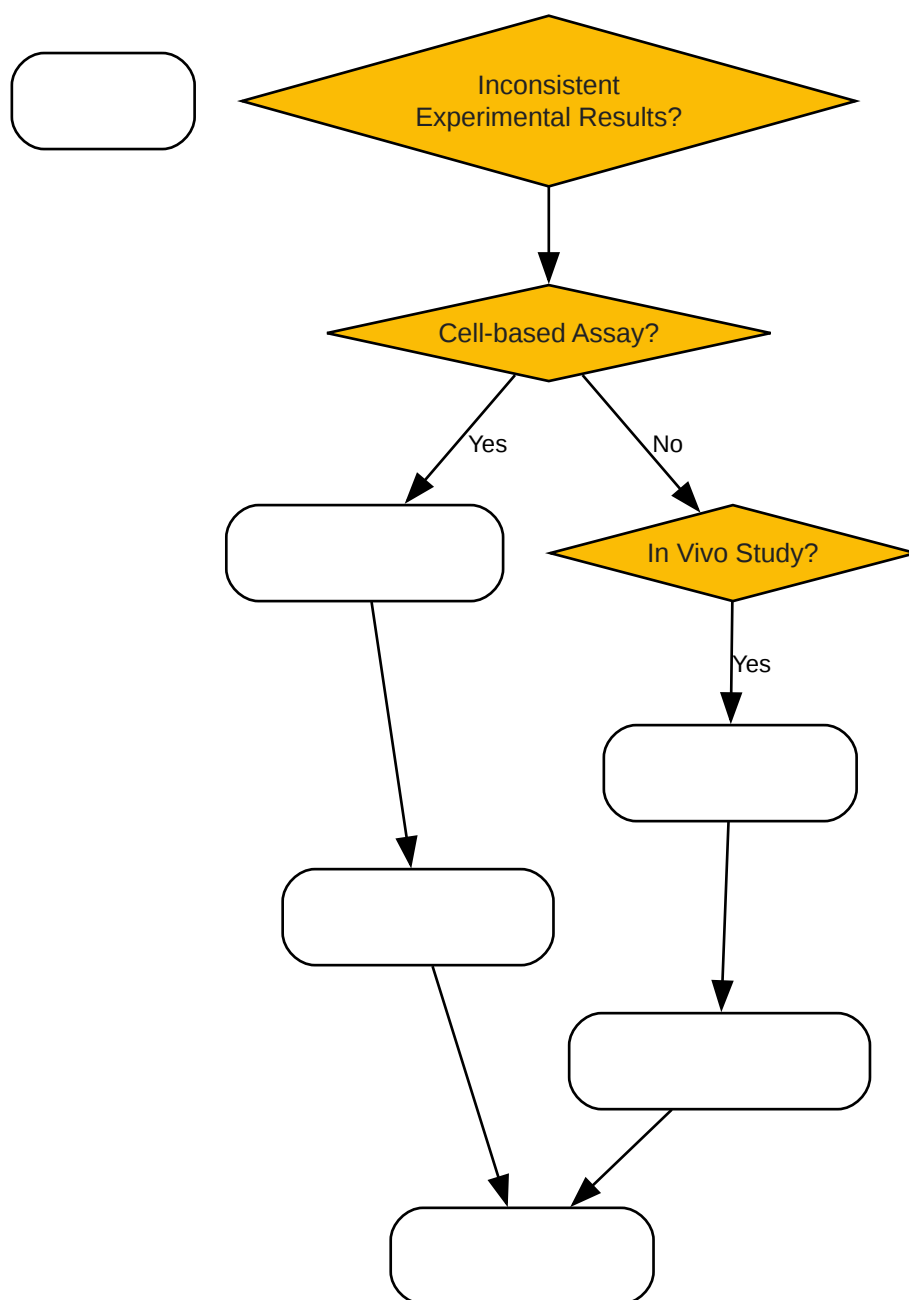 Inconsistent
Experimental Results?
Cell-based Assay?
Yes
No
In Vivo Study?
Yes